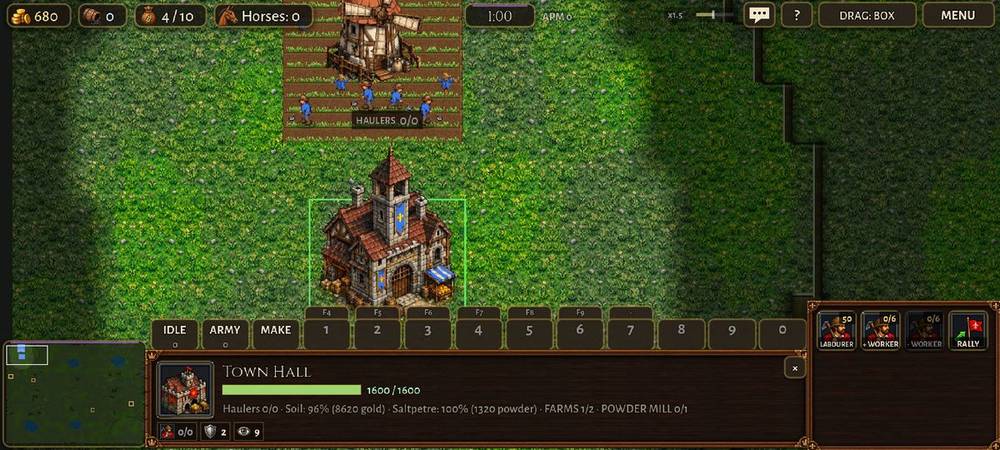 680
0
4/10
Horses: 0
1:00
APM 0
x1.5
?
DRAG: BOX
MENU
HAULERS 0/0
F4
F5
F6
F7
F8
F9
IDLE
0
ARMY
0
MAKE
1
2
3
4
5
6
7
8
9
0
50
LABOURER
0/6
+ WORKER
0/6
- WORKER
RALLY
TOWN HALL
×
1600/1600
Haulers 0/0 · Soil: 96% (8620 gold) · Saltpetre: 100% (1320 powder) · FARMS 1/2 · POWDER MILL 0/1
0/0
2
9